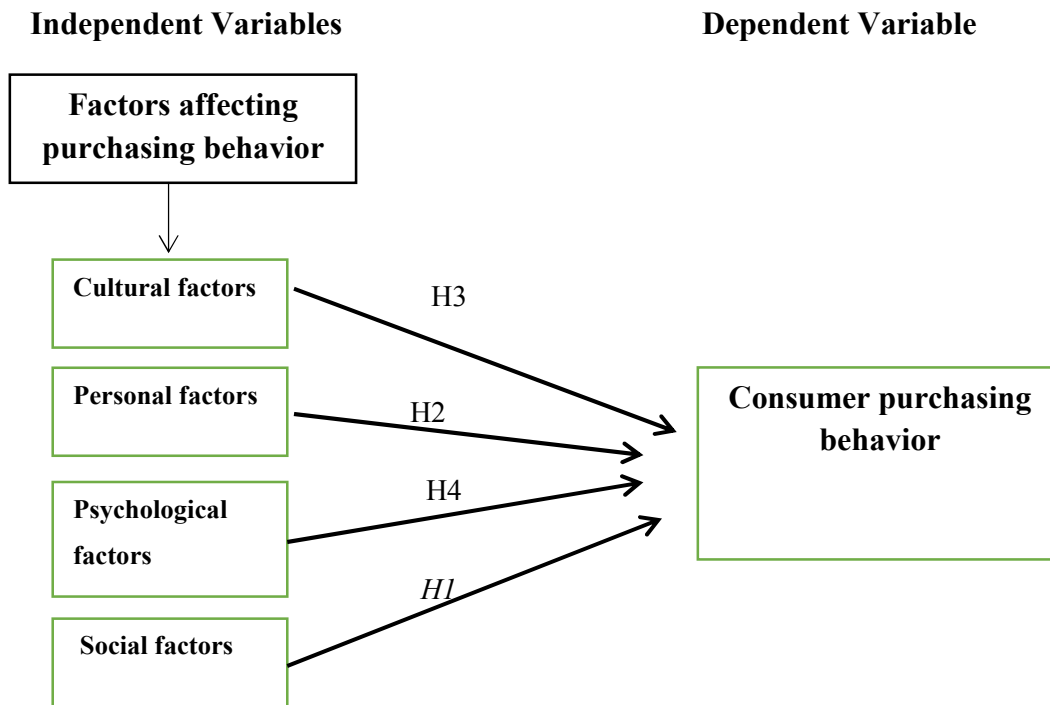 Independent Variables
Dependent Variable
Factors affecting
purchasing behavior
Cultural factors
H3
Personal factors
H2
Consumer purchasing
behavior
Psychological
factors
H4
H1
Social factors